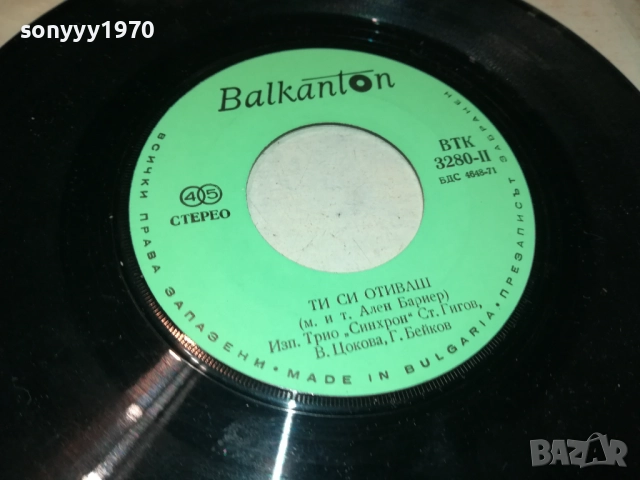 sonyyy1970
Balkanton
ВТК
3280-II
БДС 4648-71
45
СТЕРЕО
ТИ СИ ОТИВАШ
(м. и т. Ален Бариер)
Изп. Трио „Синхрон" Ст. Гигов,
В. Цокова, Г. Бейков
ВСИЧКИ ПРАВА ЗАПАЗЕНИ • MADE IN BULGARIA • ПРЕЗАПИСЪТ ЗАБРАНЕН
BAZAR